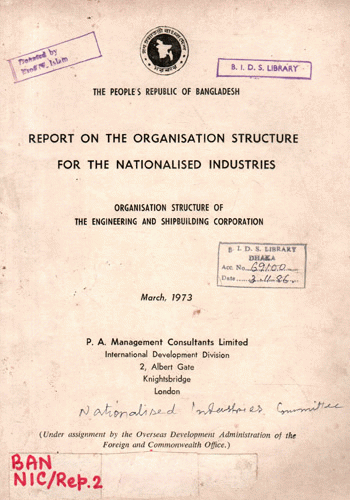 Donated by
B. I. D. S. LIBRARY
THE PEOPLE'S REPUBLIC OF BANGLADESH
REPORT ON THE ORGANISATION STRUCTURE
FOR THE NATIONALISED INDUSTRIES
ORGANISATION STRUCTURE OF
THE ENGINEERING AND SHIPBUILDING CORPORATION
B. I. D. S. LIBRARY
DHAKA
Acc. No. 69100
Date 3-11-86
March, 1973
P. A. Management Consultants Limited
International Development Division
2, Albert Gate
Knightsbridge
London
Nationalised Industries Committee
(Under assignment by the Overseas Development Administration of the
Foreign and Commonwealth Office.)
BAN
NIC/Rep.2